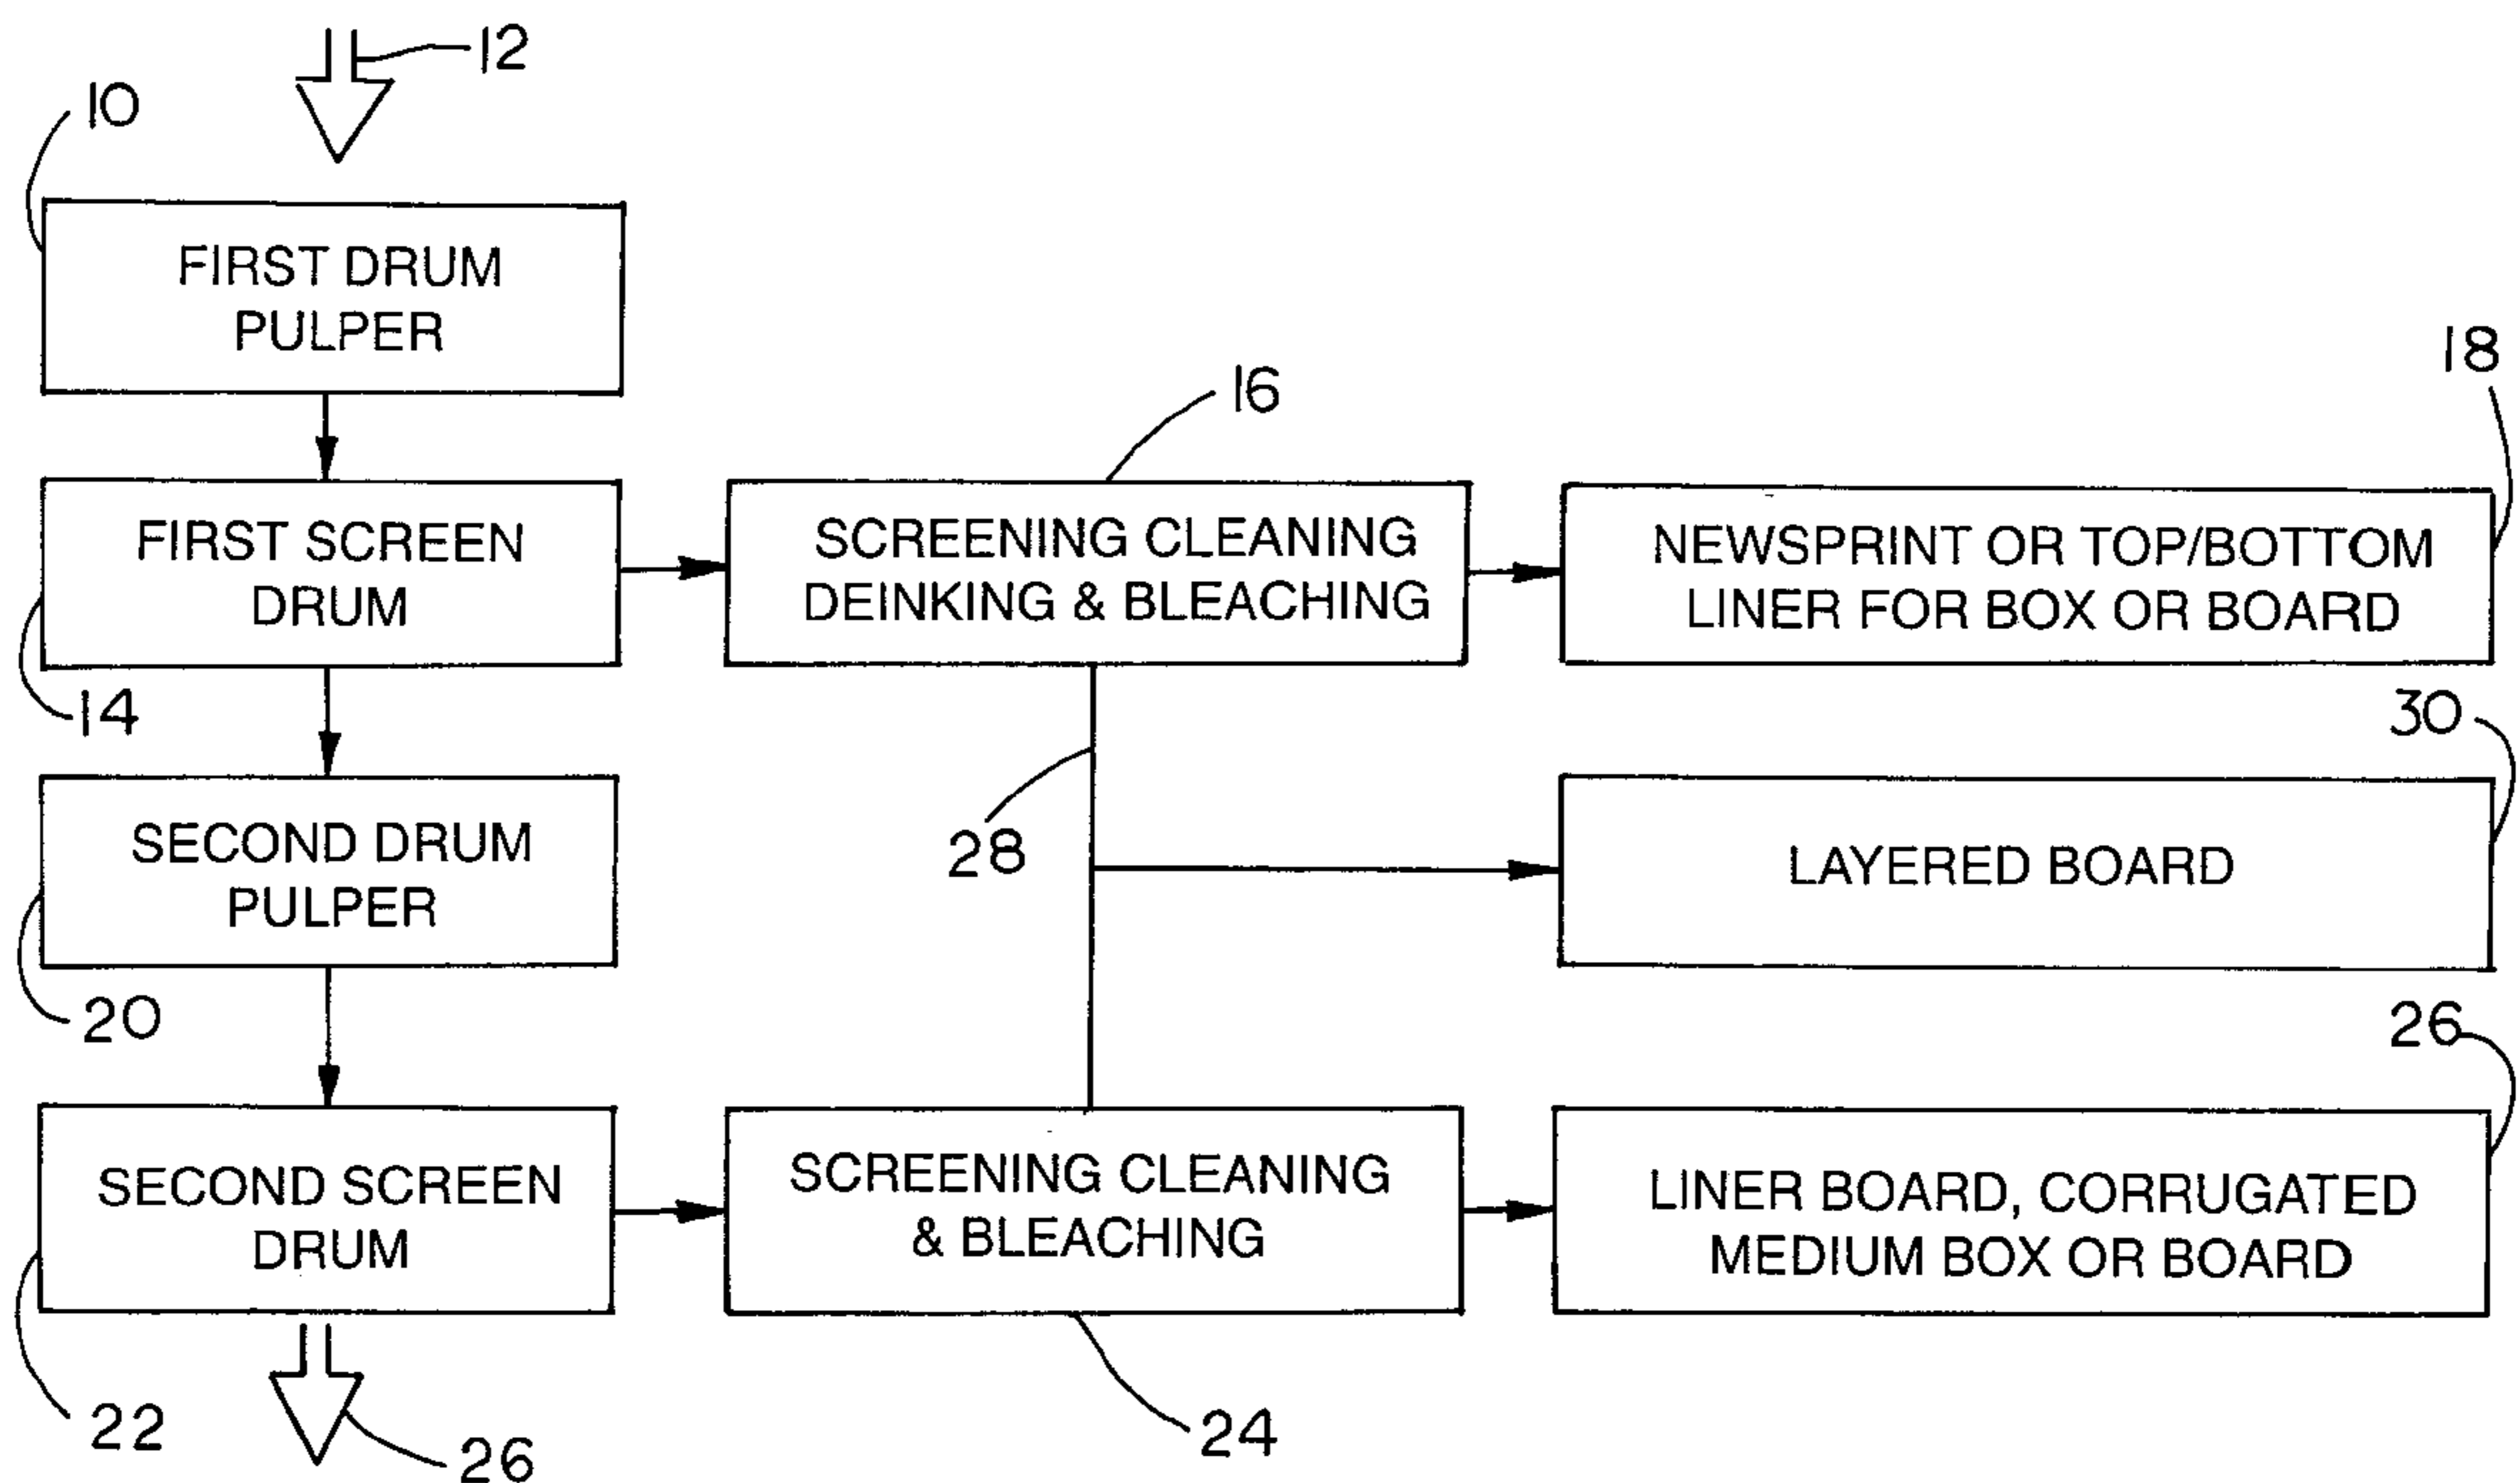 12
10
FIRST DRUM
PULPER
16
18
FIRST SCREEN
DRUM
SCREENING CLEANING
DEINKING & BLEACHING
NEWSPRINT OR TOP/BOTTOM
LINER FOR BOX OR BOARD
14
30
SECOND DRUM
PULPER
28
LAYERED BOARD
20
26
SECOND SCREEN
DRUM
SCREENING CLEANING
& BLEACHING
LINER BOARD, CORRUGATED
MEDIUM BOX OR BOARD
22
26
24